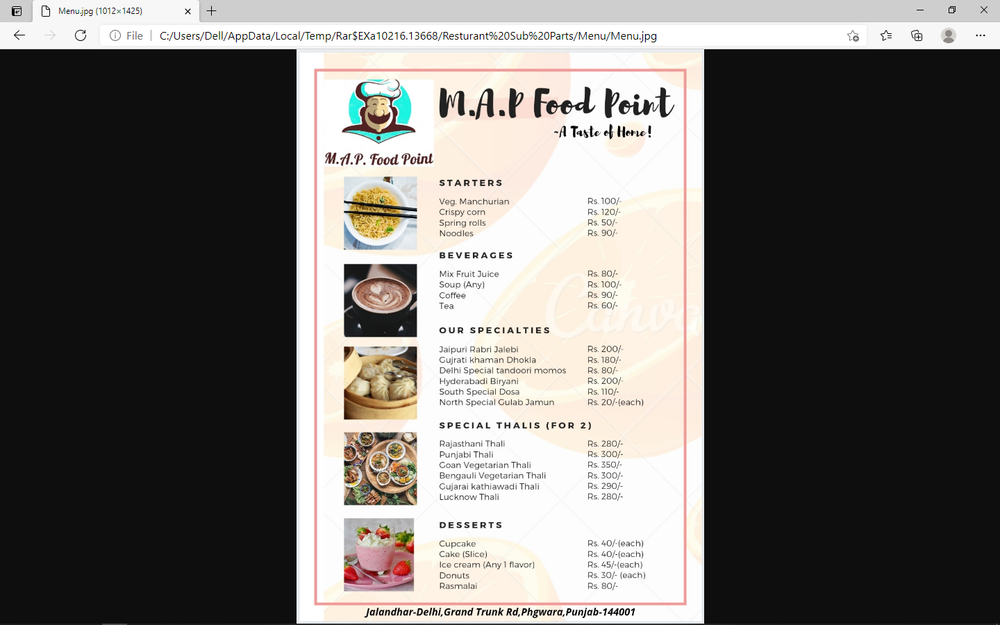 Menu.jpg (1012×1425)
File
C:/Users/Dell/AppData/Local/Temp/Rar$EXa10216.13668/Resturant%20Sub%20Parts/Menu/Menu.jpg
M.A.P Food Point
~A Taste of Home!
M.A.P. Food Point
STARTERS
Veg. Manchurian Rs. 100/-
Crispy corn Rs. 120/-
Spring rolls Rs. 50/-
Noodles Rs. 90/-
BEVERAGES
Mix Fruit Juice Rs. 80/-
Soup (Any) Rs. 100/-
Coffee Rs. 90/-
Tea Rs. 60/-
Canva
OUR SPECIALTIES
Jaipuri Rabri Jalebi Rs. 200/-
Gujrati khaman Dhokla Rs. 180/-
Delhi Special tandoori momos Rs. 80/-
Hyderabadi Biryani Rs. 200/-
South Special Dosa Rs. 110/-
North Special Gulab Jamun Rs. 20/-(each)
SPECIAL THALIS (FOR 2)
Rajasthani Thali Rs. 280/-
Punjabi Thali Rs. 300/-
Goan Vegetarian Thali Rs. 350/-
Bengauli Vegetarian Thali Rs. 300/-
Gujarai kathiawadi Thali Rs. 290/-
Lucknow Thali Rs. 280/-
DESSERTS
Cupcake Rs. 40/-(each)
Cake (Slice) Rs. 40/-(each)
Ice cream (Any 1 flavor) Rs. 45/-(each)
Donuts Rs. 30/- (each)
Rasmalai Rs. 80/-
Jalandhar-Delhi,Grand Trunk Rd,Phgwara,Punjab-144001